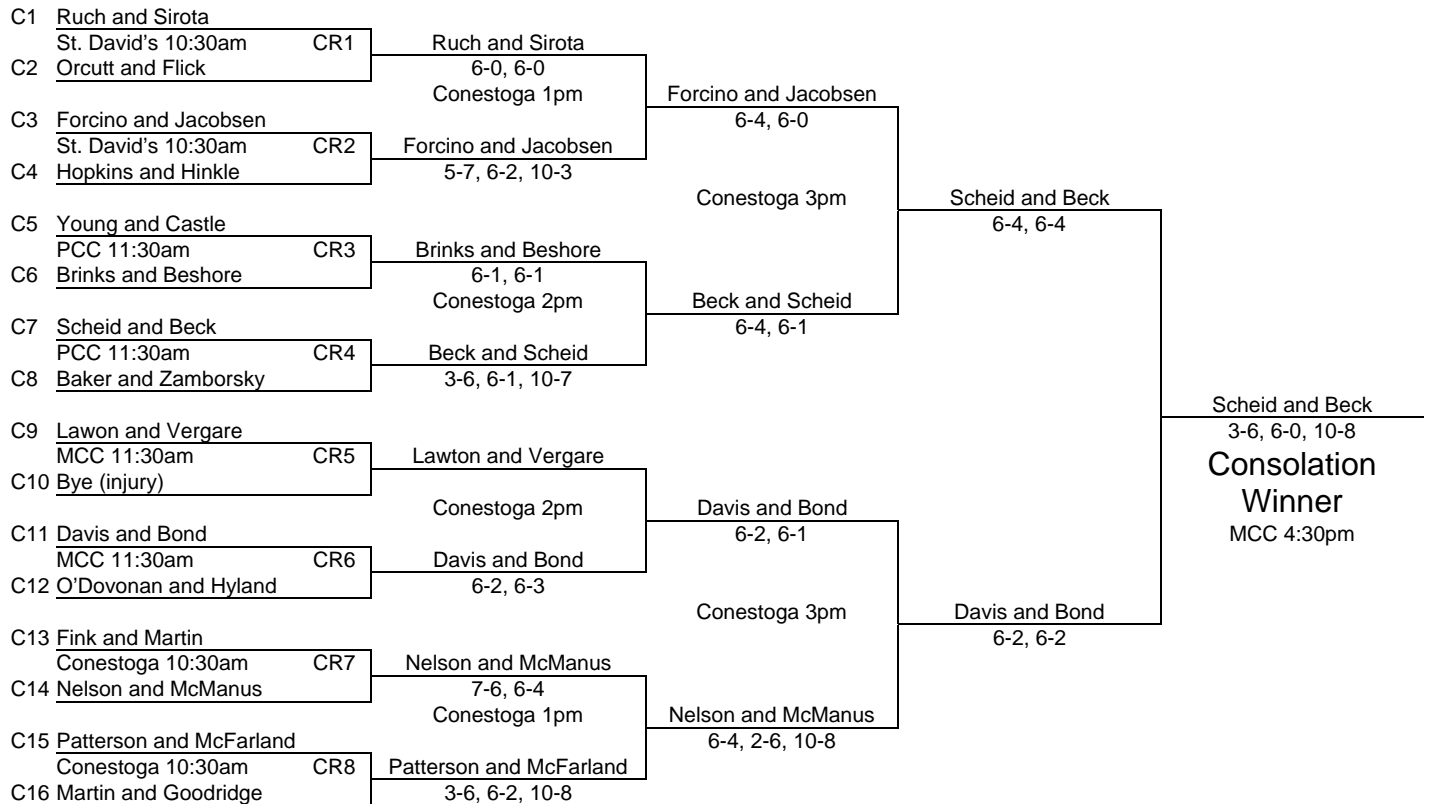 C1 Ruch and Sirota
St. David's 10:30am CR1 Ruch and Sirota
C2 Orcutt and Flick 6-0, 6-0
Conestoga 1pm Forcino and Jacobsen
C3 Forcino and Jacobsen 6-4, 6-0
St. David's 10:30am CR2 Forcino and Jacobsen
C4 Hopkins and Hinkle 5-7, 6-2, 10-3
Conestoga 3pm Scheid and Beck
C5 Young and Castle 6-4, 6-4
PCC 11:30am CR3 Brinks and Beshore
C6 Brinks and Beshore 6-1, 6-1
Conestoga 2pm Beck and Scheid
C7 Scheid and Beck 6-4, 6-1
PCC 11:30am CR4 Beck and Scheid
C8 Baker and Zamborsky 3-6, 6-1, 10-7
Scheid and Beck
C9 Lawon and Vergare 3-6, 6-0, 10-8
MCC 11:30am CR5 Lawton and Vergare Consolation
C10 Bye (injury)
Conestoga 2pm Davis and Bond Winner
C11 Davis and Bond 6-2, 6-1 MCC 4:30pm
MCC 11:30am CR6 Davis and Bond
C12 O'Dovonan and Hyland 6-2, 6-3
Conestoga 3pm Davis and Bond
C13 Fink and Martin 6-2, 6-2
Conestoga 10:30am CR7 Nelson and McManus
C14 Nelson and McManus 7-6, 6-4
Conestoga 1pm Nelson and McManus
C15 Patterson and McFarland 6-4, 2-6, 10-8
Conestoga 10:30am CR8 Patterson and McFarland
C16 Martin and Goodridge 3-6, 6-2, 10-8